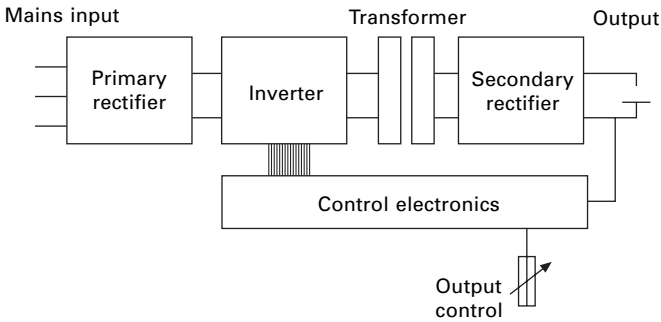 Mains input
Transformer
Output
Primary
rectifier
Inverter
Secondary
rectifier
Control electronics
Output
control